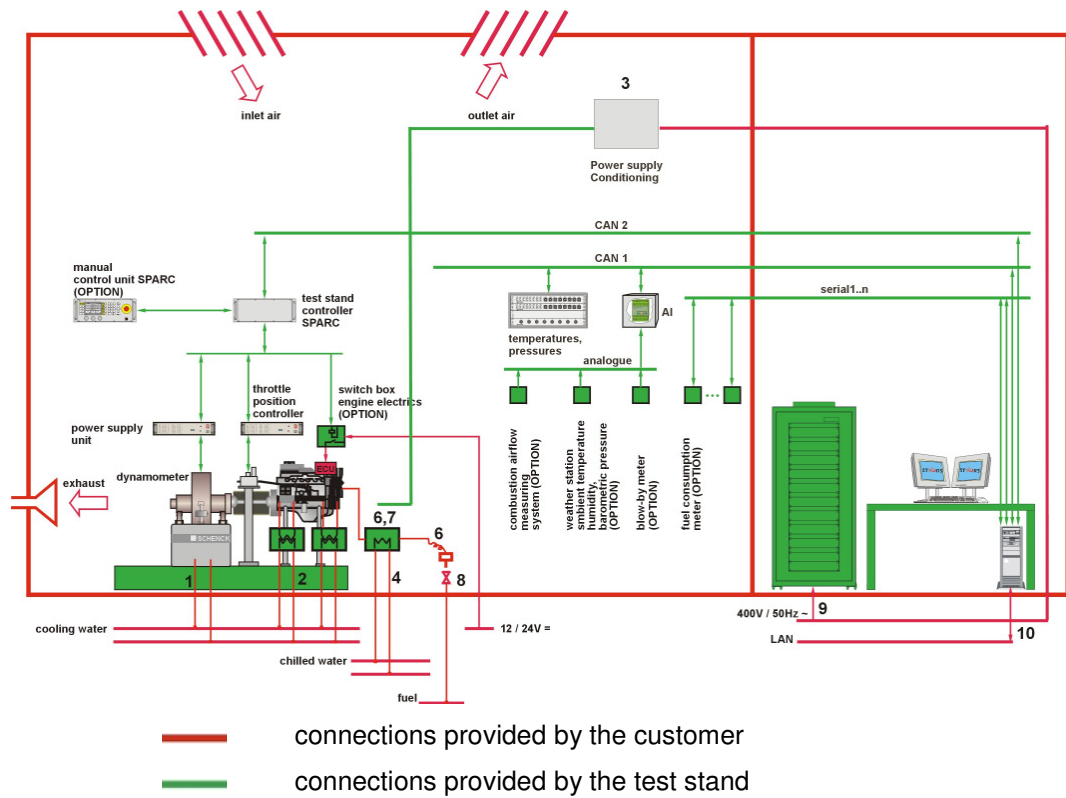 inlet air
outlet air
3
Power supply
Conditioning
CAN 2
CAN 1
serial1..n
manual
control unit SPARC
(OPTION)
test stand
controller
SPARC
temperatures,
pressures
AI
analogue
throttle
position
controller
switch box
engine electrics
(OPTION)
power supply
unit
dynamometer
ECU
exhaust
SCHENCK
combustion airflow
measuring
system (OPTION)
weather station
smbient temperature
hmnidity,
barometric pressure
(OPTION)
blow-by meter
(OPTION)
fuel consumption
meter (OPTION)
6,7
6
1
2
4
8
9
10
cooling water
12 / 24V =
chilled water
fuel
400V / 50Hz ~
LAN
connections provided by the customer
connections provided by the test stand